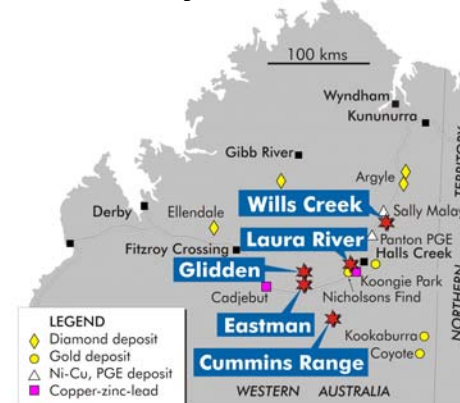 100 kms
Wyndham
Kununurra
Gibb River
Argyle
NORTHERN TERRITORY
Derby
Ellendale
Wills Creek
Sally Malay
Fitzroy Crossing
Laura River
Panton PGE
Halls Creek
Glidden
Koongie Park
Cadjebut
Nicholsons Find
Eastman
Kookaburra
Coyote
Cummins Range
WESTERN AUSTRALIA
LEGEND
Diamond deposit
Gold deposit
Ni-Cu, PGE deposit
Copper-zinc-lead